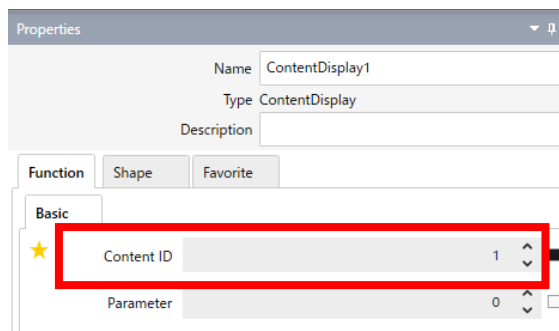 Properties
Name ContentDisplay1
Type ContentDisplay
Description
Function Shape Favorite
Basic
Content ID 1
Parameter 0